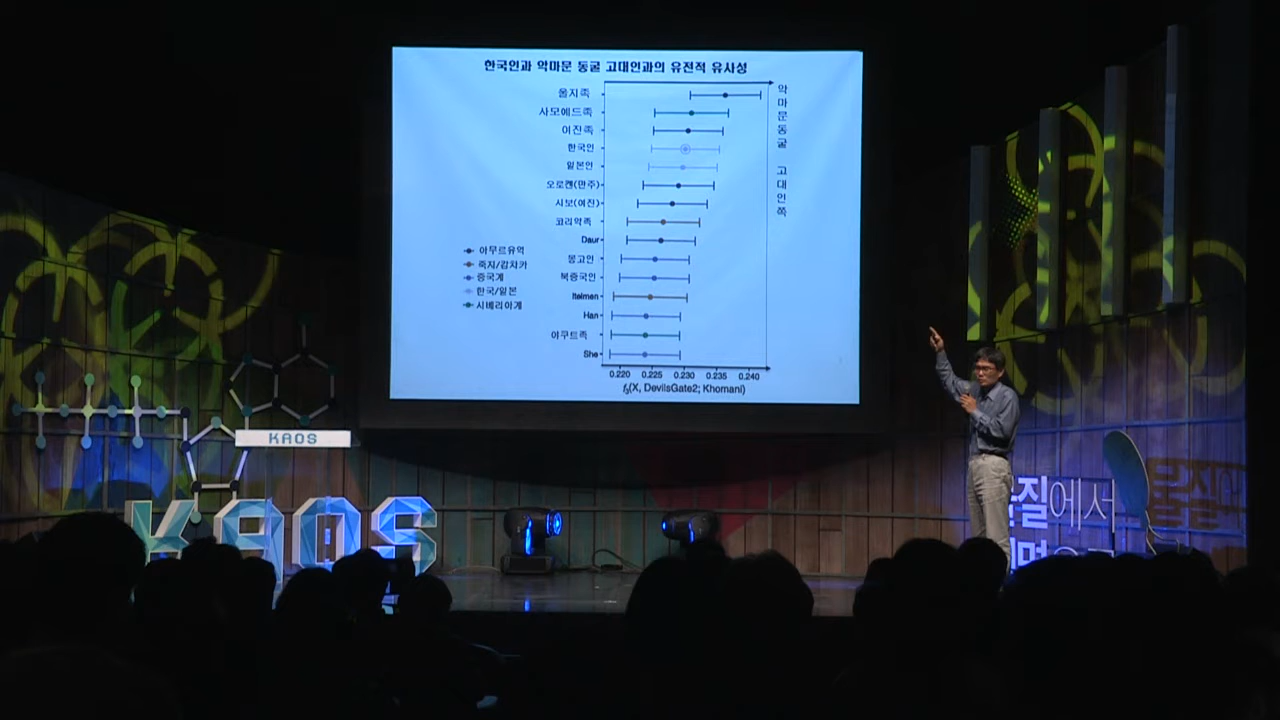 한국인과 악마문 동굴 고대인과의 유전적 유사성
울지족
사모예드족
이진족
한국인
일본인
오로캔(만주)
시보(여진)
코리악족
Daur
몽고인
북중국인
Itelmen
Han
야쿠트족
She
악마문동굴 고대인쪽
아무르유역
축지/캄차카
중국계
한국/일본
시베리아계
0.220 0.225 0.230 0.235 0.240
f3(X, DevilsGate2; Khomani)
KAOS
KAOS
질에서